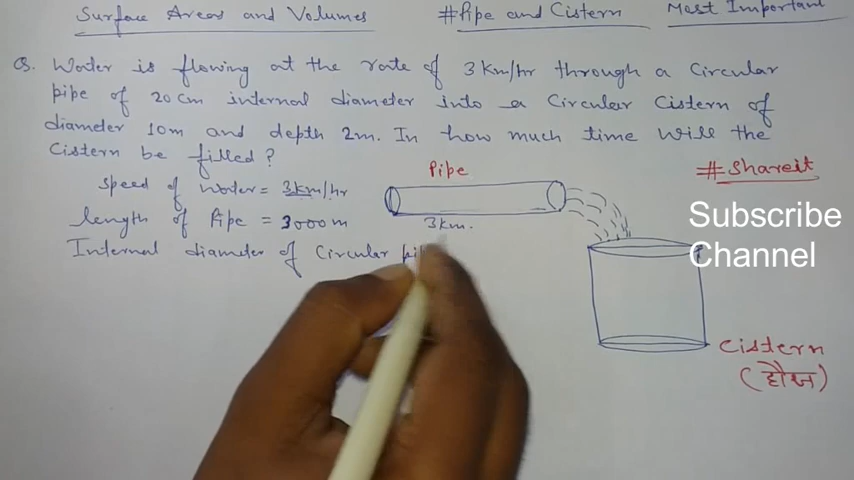 Surface Areas and Volumes #Pipe and Cistern Most Important
Q. Water is flowing at the rate of 3 Km/hr through a Circular
pipe of 20 cm internal diameter into a Circular Cistern of
diameter 10m and depth 2m. In how much time will the
Cistern be filled?
Speed of Water = 3km/hr
length of Pipe = 3000m
Internal diameter of Circular pi
Pipe
3km.
#Shareit
Subscribe
Channel
Cistern
(हौज)